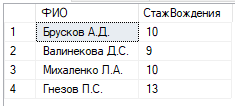 ФИО СтажВождения
1 Брусков А.Д. 10
2 Валинекова Д.С. 9
3 Михаленко Л.А. 10
4 Гнезов П.С. 13